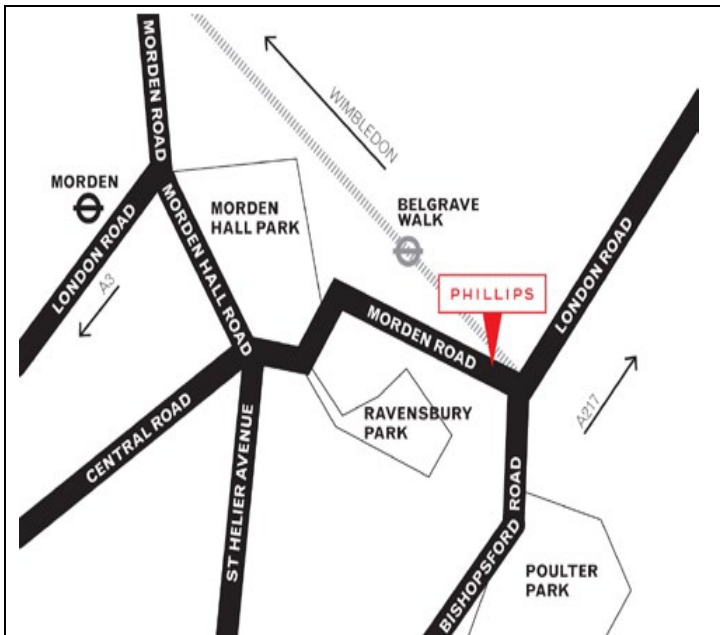 MORDEN ROAD
WIMBLEDON
MORDEN
MORDEN
HALL PARK
BELGRAVE
WALK
LONDON ROAD
MORDEN HALL ROAD
LONDON ROAD
A3
PHILLIPS
MORDEN ROAD
RAVENSBURY
PARK
A217
CENTRAL ROAD
ST HELIER AVENUE
BISHOPSFORD
ROAD
POULTER
PARK